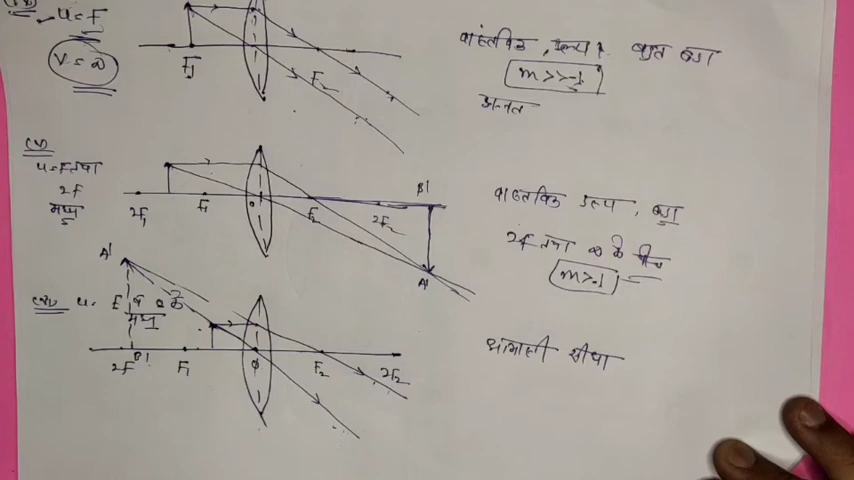 u = F
V = ∞
F1
F2
वास्तविक, उल्टा, बहुत बड़ा
m >> -1
अनंत
(V)
u = F तथा
2F
मध्य
2F1
F1
O
F2
2F2
B'
A'
वास्तविक उल्टा, बड़ा
2F तथा ∞ के बीच
m > -1
A'
u =
F व O के
मध्य
2F
B'
F1
O
F2
2F2
आभासी सीधा